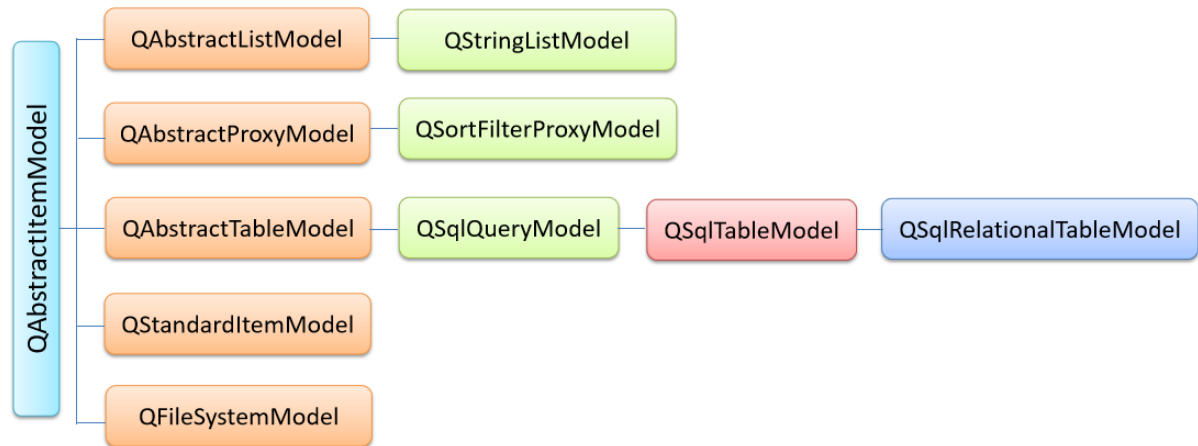 QAbstractItemModel
QAbstractListModel
QStringListModel
QAbstractProxyModel
QSortFilterProxyModel
QAbstractTableModel
QSqlQueryModel
QSqlTableModel
QSqlRelationalTableModel
QStandardItemModel
QFileSystemModel